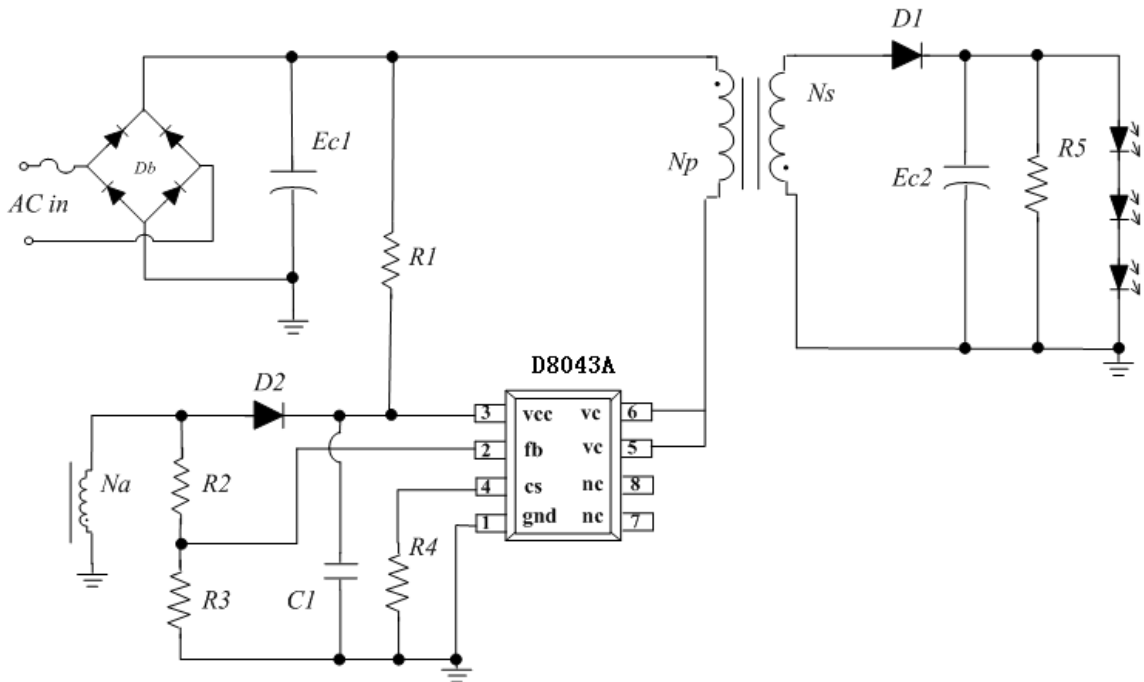 D1
Ns
Ec1
Np
Db
R5
Ec2
AC in
R1
D8043A
D2
3 vcc vc 6
2 fb vc 5
4 cs nc 8
1 gnd nc 7
Na
R2
R4
R3
C1